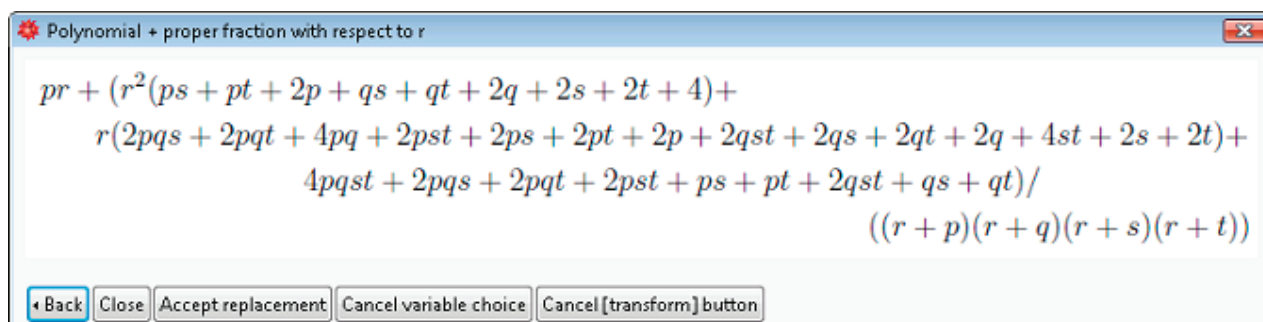 Polynomial + proper fraction with respect to r
pr + (r²(ps + pt + 2p + qs + qt + 2q + 2s + 2t + 4)+
r(2pqs + 2pqt + 4pq + 2pst + 2ps + 2pt + 2p + 2qst + 2qs + 2qt + 2q + 4st + 2s + 2t)+
4pqst + 2pqs + 2pqt + 2pst + ps + pt + 2qst + qs + qt)/
((r + p)(r + q)(r + s)(r + t))
Back Close Accept replacement Cancel variable choice Cancel [transform] button